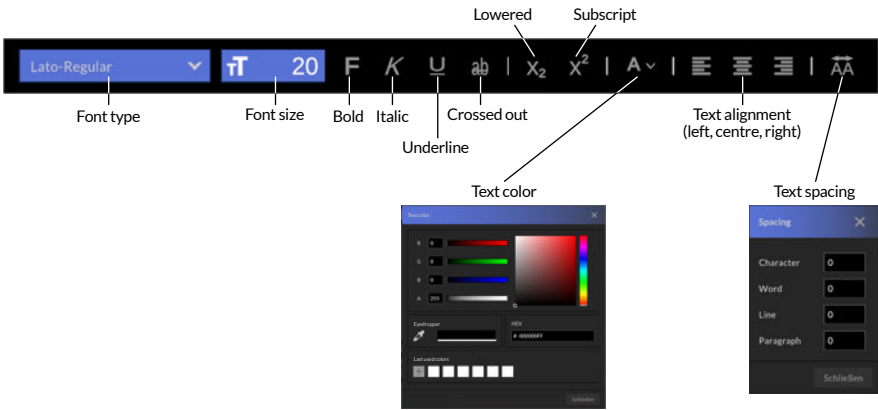 Lowered Subscript
Lato-Regular TT 20 F K U ab | X₂ X² | A | | AA
Font type Font size Bold Italic Crossed out Text alignment
(left, centre, right)
Underline
Text color Text spacing
Text color
R 0
G 0
B 0
A 255
Eyedropper HEX
# 000000FF
Last used colors
Schließen
Spacing
Character 0
Word 0
Line 0
Paragraph 0
Schließen